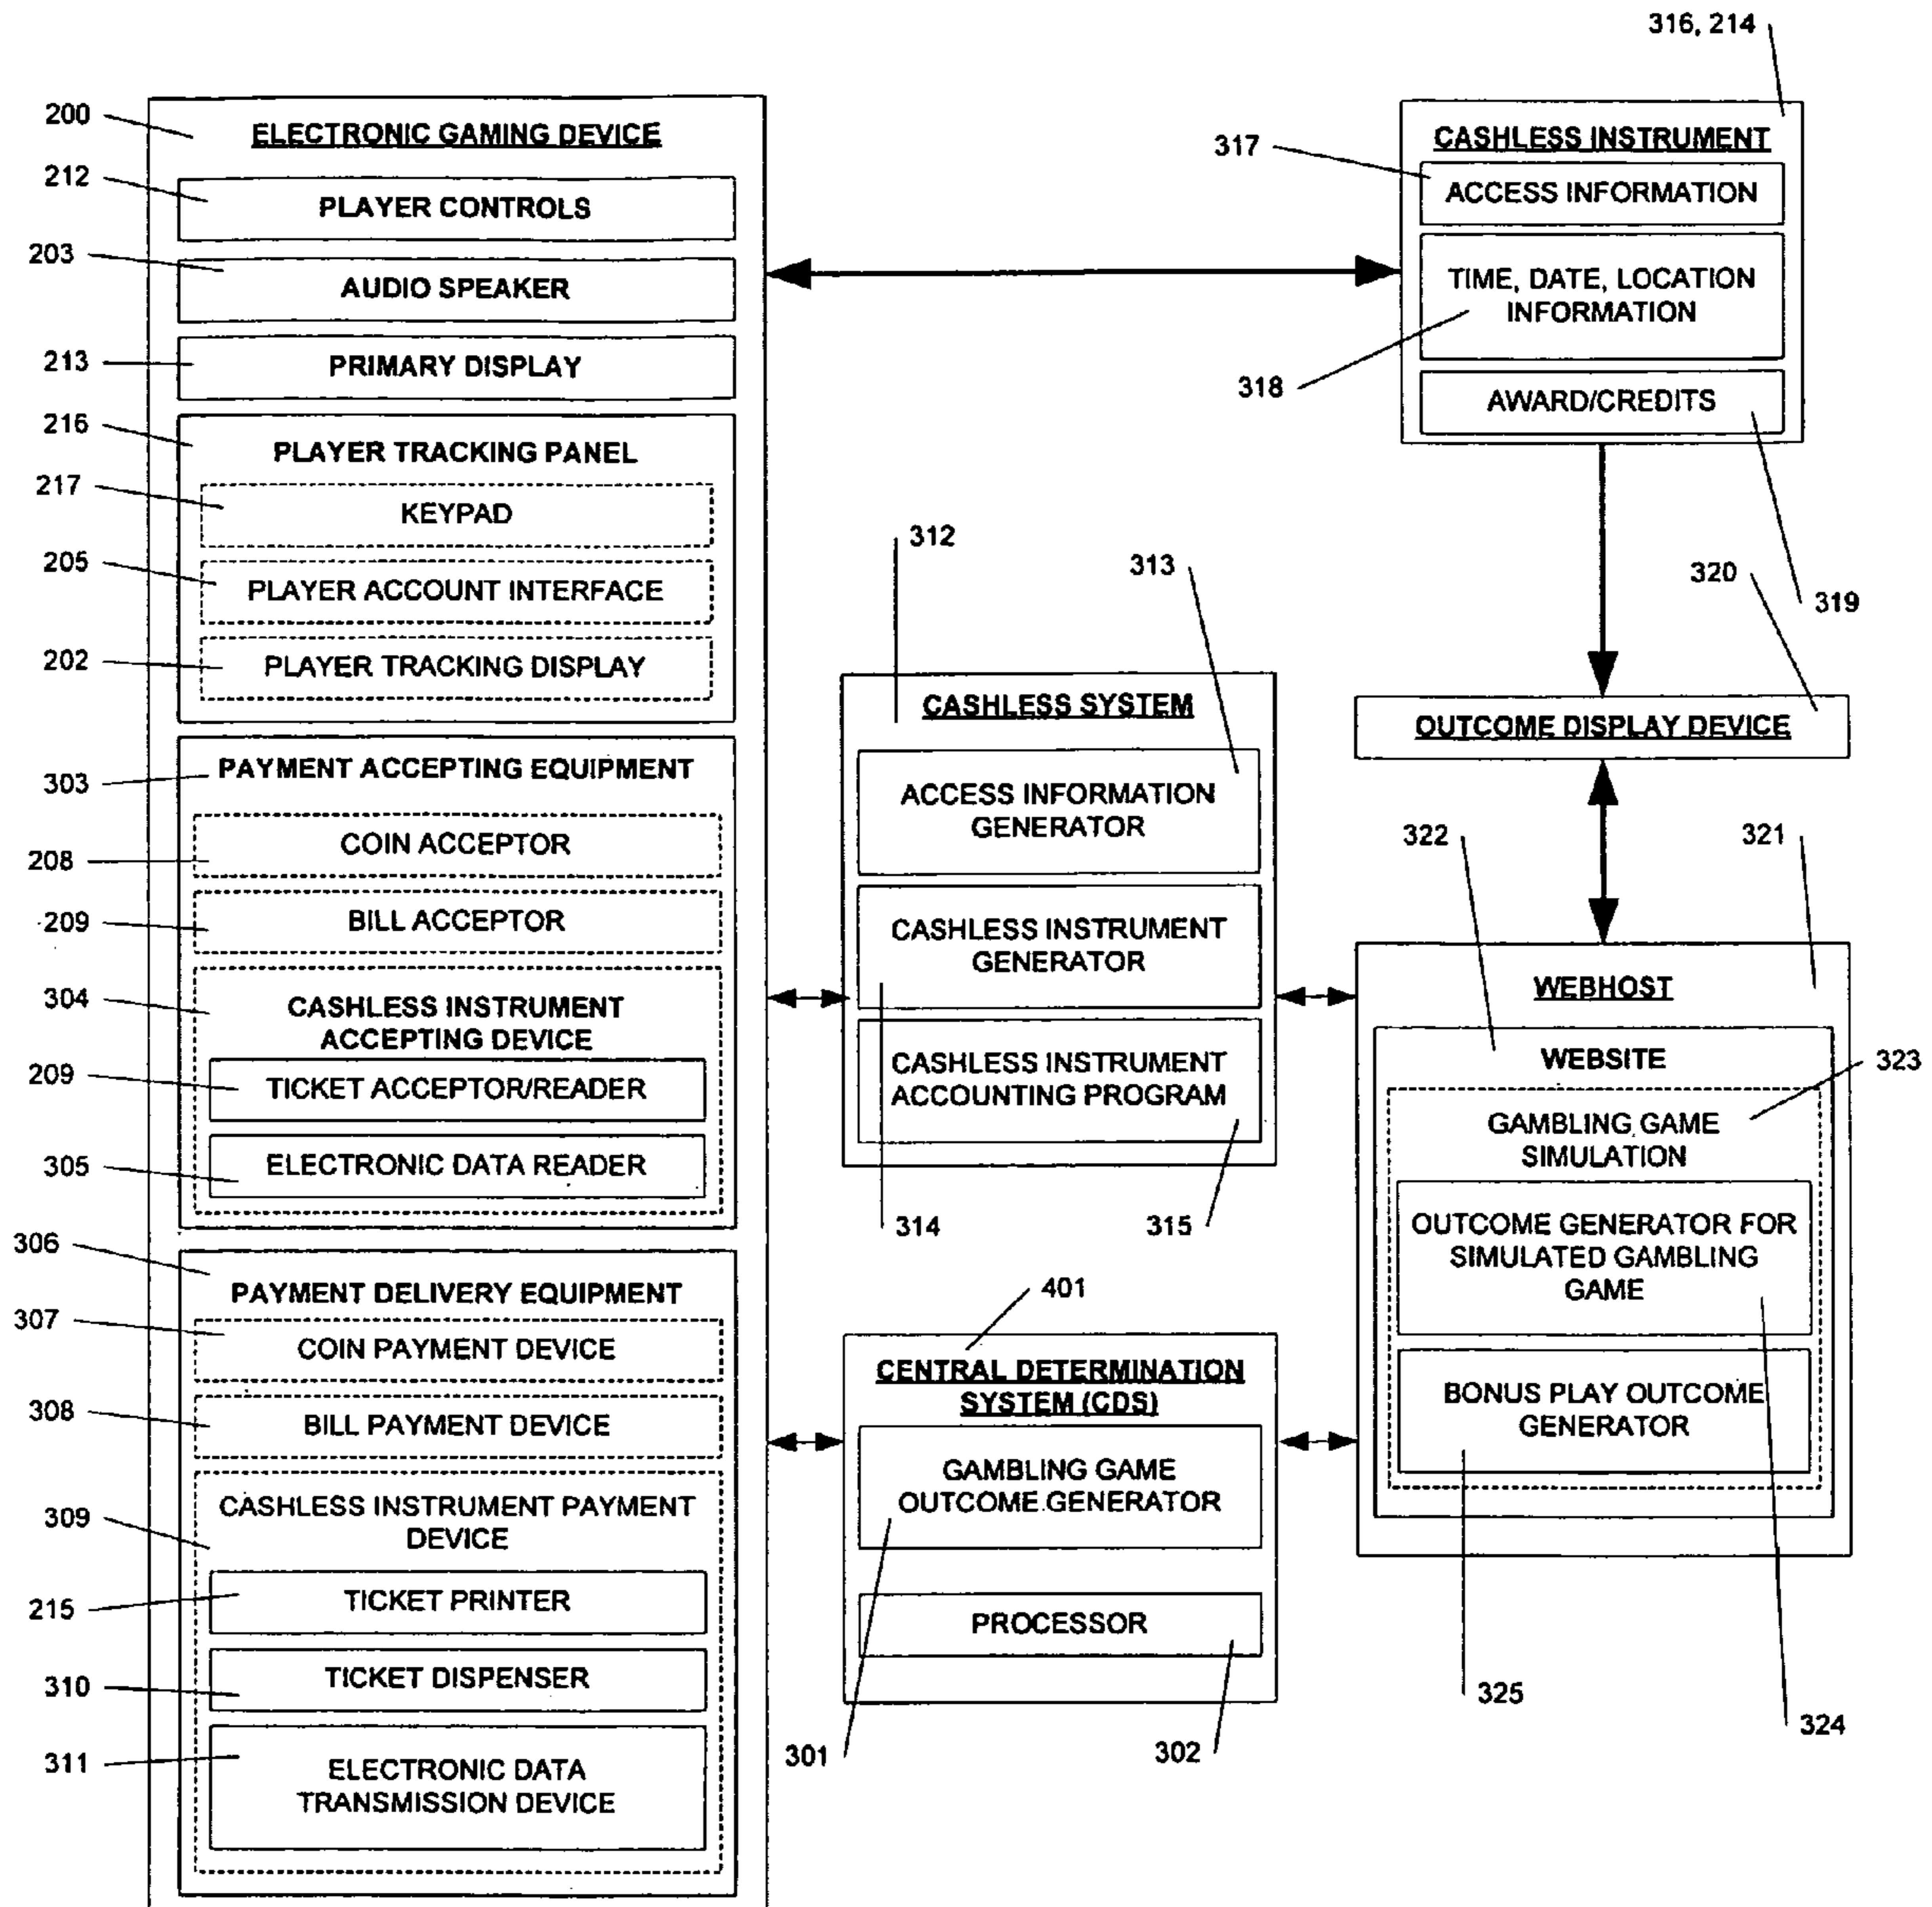 316, 214
200
ELECTRONIC GAMING DEVICE
212
PLAYER CONTROLS
203
AUDIO SPEAKER
213
PRIMARY DISPLAY
216
PLAYER TRACKING PANEL
217
KEYPAD
205
PLAYER ACCOUNT INTERFACE
202
PLAYER TRACKING DISPLAY
303
PAYMENT ACCEPTING EQUIPMENT
COIN ACCEPTOR
208
BILL ACCEPTOR
209
304
CASHLESS INSTRUMENT
ACCEPTING DEVICE
209
TICKET ACCEPTOR/READER
305
ELECTRONIC DATA READER
306
PAYMENT DELIVERY EQUIPMENT
307
COIN PAYMENT DEVICE
308
BILL PAYMENT DEVICE
309
CASHLESS INSTRUMENT PAYMENT
DEVICE
215
TICKET PRINTER
310
TICKET DISPENSER
311
ELECTRONIC DATA
TRANSMISSION DEVICE
312
313
CASHLESS SYSTEM
ACCESS INFORMATION
GENERATOR
CASHLESS INSTRUMENT
GENERATOR
CASHLESS INSTRUMENT
ACCOUNTING PROGRAM
314
315
401
CENTRAL DETERMINATION
SYSTEM (CDS)
GAMBLING GAME
OUTCOME GENERATOR
PROCESSOR
301
302
CASHLESS INSTRUMENT
317
ACCESS INFORMATION
TIME, DATE, LOCATION
INFORMATION
318
AWARD/CREDITS
319
320
OUTCOME DISPLAY DEVICE
322
321
WEBHOST
WEBSITE
323
GAMBLING GAME
SIMULATION
OUTCOME GENERATOR FOR
SIMULATED GAMBLING
GAME
BONUS PLAY OUTCOME
GENERATOR
325
324